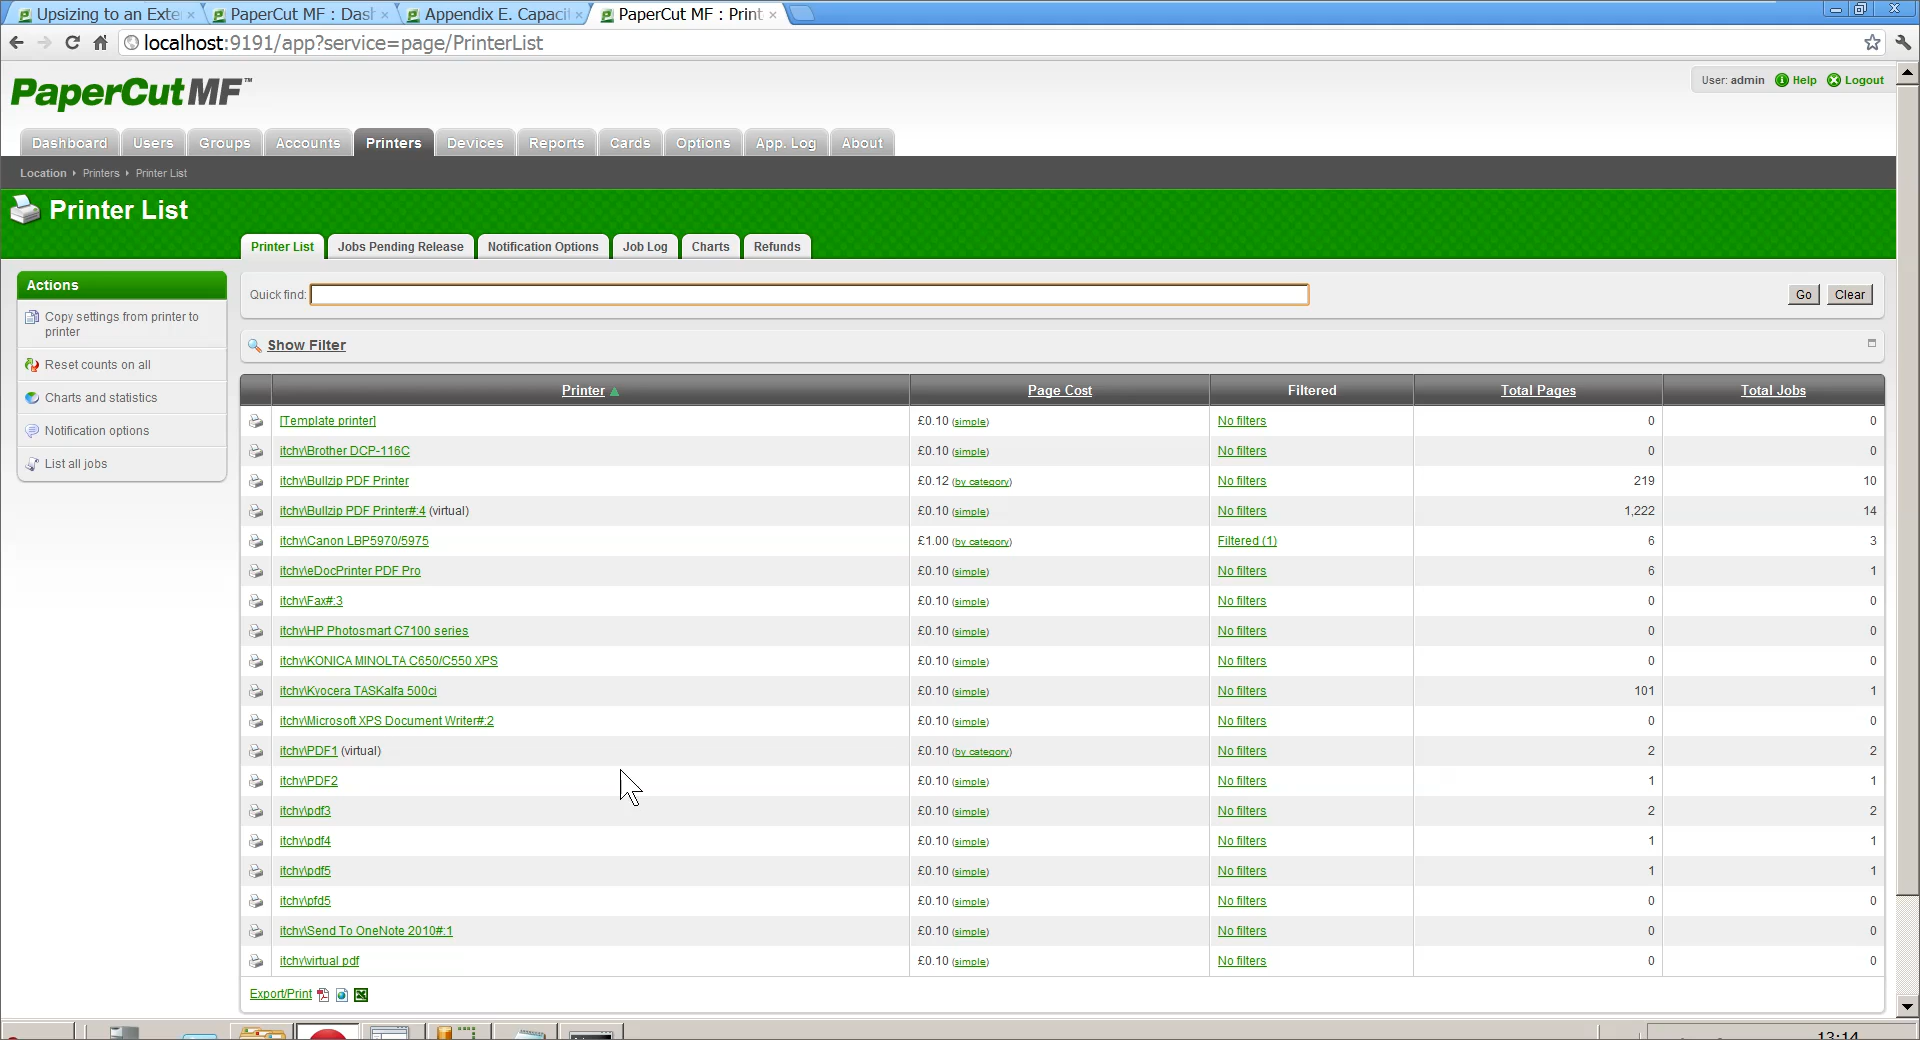 Upsizing to an Exte
PaperCut MF : Dash
Appendix E. Capacit
PaperCut MF : Print
localhost:9191/app?service=page/PrinterList
PaperCut MF™
User: admin Help Logout
Dashboard Users Groups Accounts Printers Devices Reports Cards Options App. Log About
Location Printers Printer List
Printer List
Printer List Jobs Pending Release Notification Options Job Log Charts Refunds
Actions
Copy settings from printer to
printer
Reset counts on all
Charts and statistics
Notification options
List all jobs
Quick find: Go Clear
Show Filter
Printer Page Cost Filtered Total Pages Total Jobs
[Template printer] £0.10 (simple) No filters 0 0
itchy\Brother DCP-116C £0.10 (simple) No filters 0 0
itchy\Bullzip PDF Printer £0.12 (by category) No filters 219 10
itchy\Bullzip PDF Printer#:4 (virtual) £0.10 (simple) No filters 1,222 14
itchy\Canon LBP5970/5975 £1.00 (by category) Filtered (1) 6 3
itchy\eDocPrinter PDF Pro £0.10 (simple) No filters 6 1
itchy\Fax#:3 £0.10 (simple) No filters 0 0
itchy\HP Photosmart C7100 series £0.10 (simple) No filters 0 0
itchy\KONICA MINOLTA C650/C550 XPS £0.10 (simple) No filters 0 0
itchy\Kyocera TASKalfa 500ci £0.10 (simple) No filters 101 1
itchy\Microsoft XPS Document Writer#:2 £0.10 (simple) No filters 0 0
itchy\PDF1 (virtual) £0.10 (by category) No filters 2 2
itchy\PDF2 £0.10 (simple) No filters 1 1
itchy\pdf3 £0.10 (simple) No filters 2 2
itchy\pdf4 £0.10 (simple) No filters 1 1
itchy\pdf5 £0.10 (simple) No filters 1 1
itchy\pfd5 £0.10 (simple) No filters 0 0
itchy\Send To OneNote 2010#:1 £0.10 (simple) No filters 0 0
itchy\virtual pdf £0.10 (simple) No filters 0 0
Export/Print
13:14